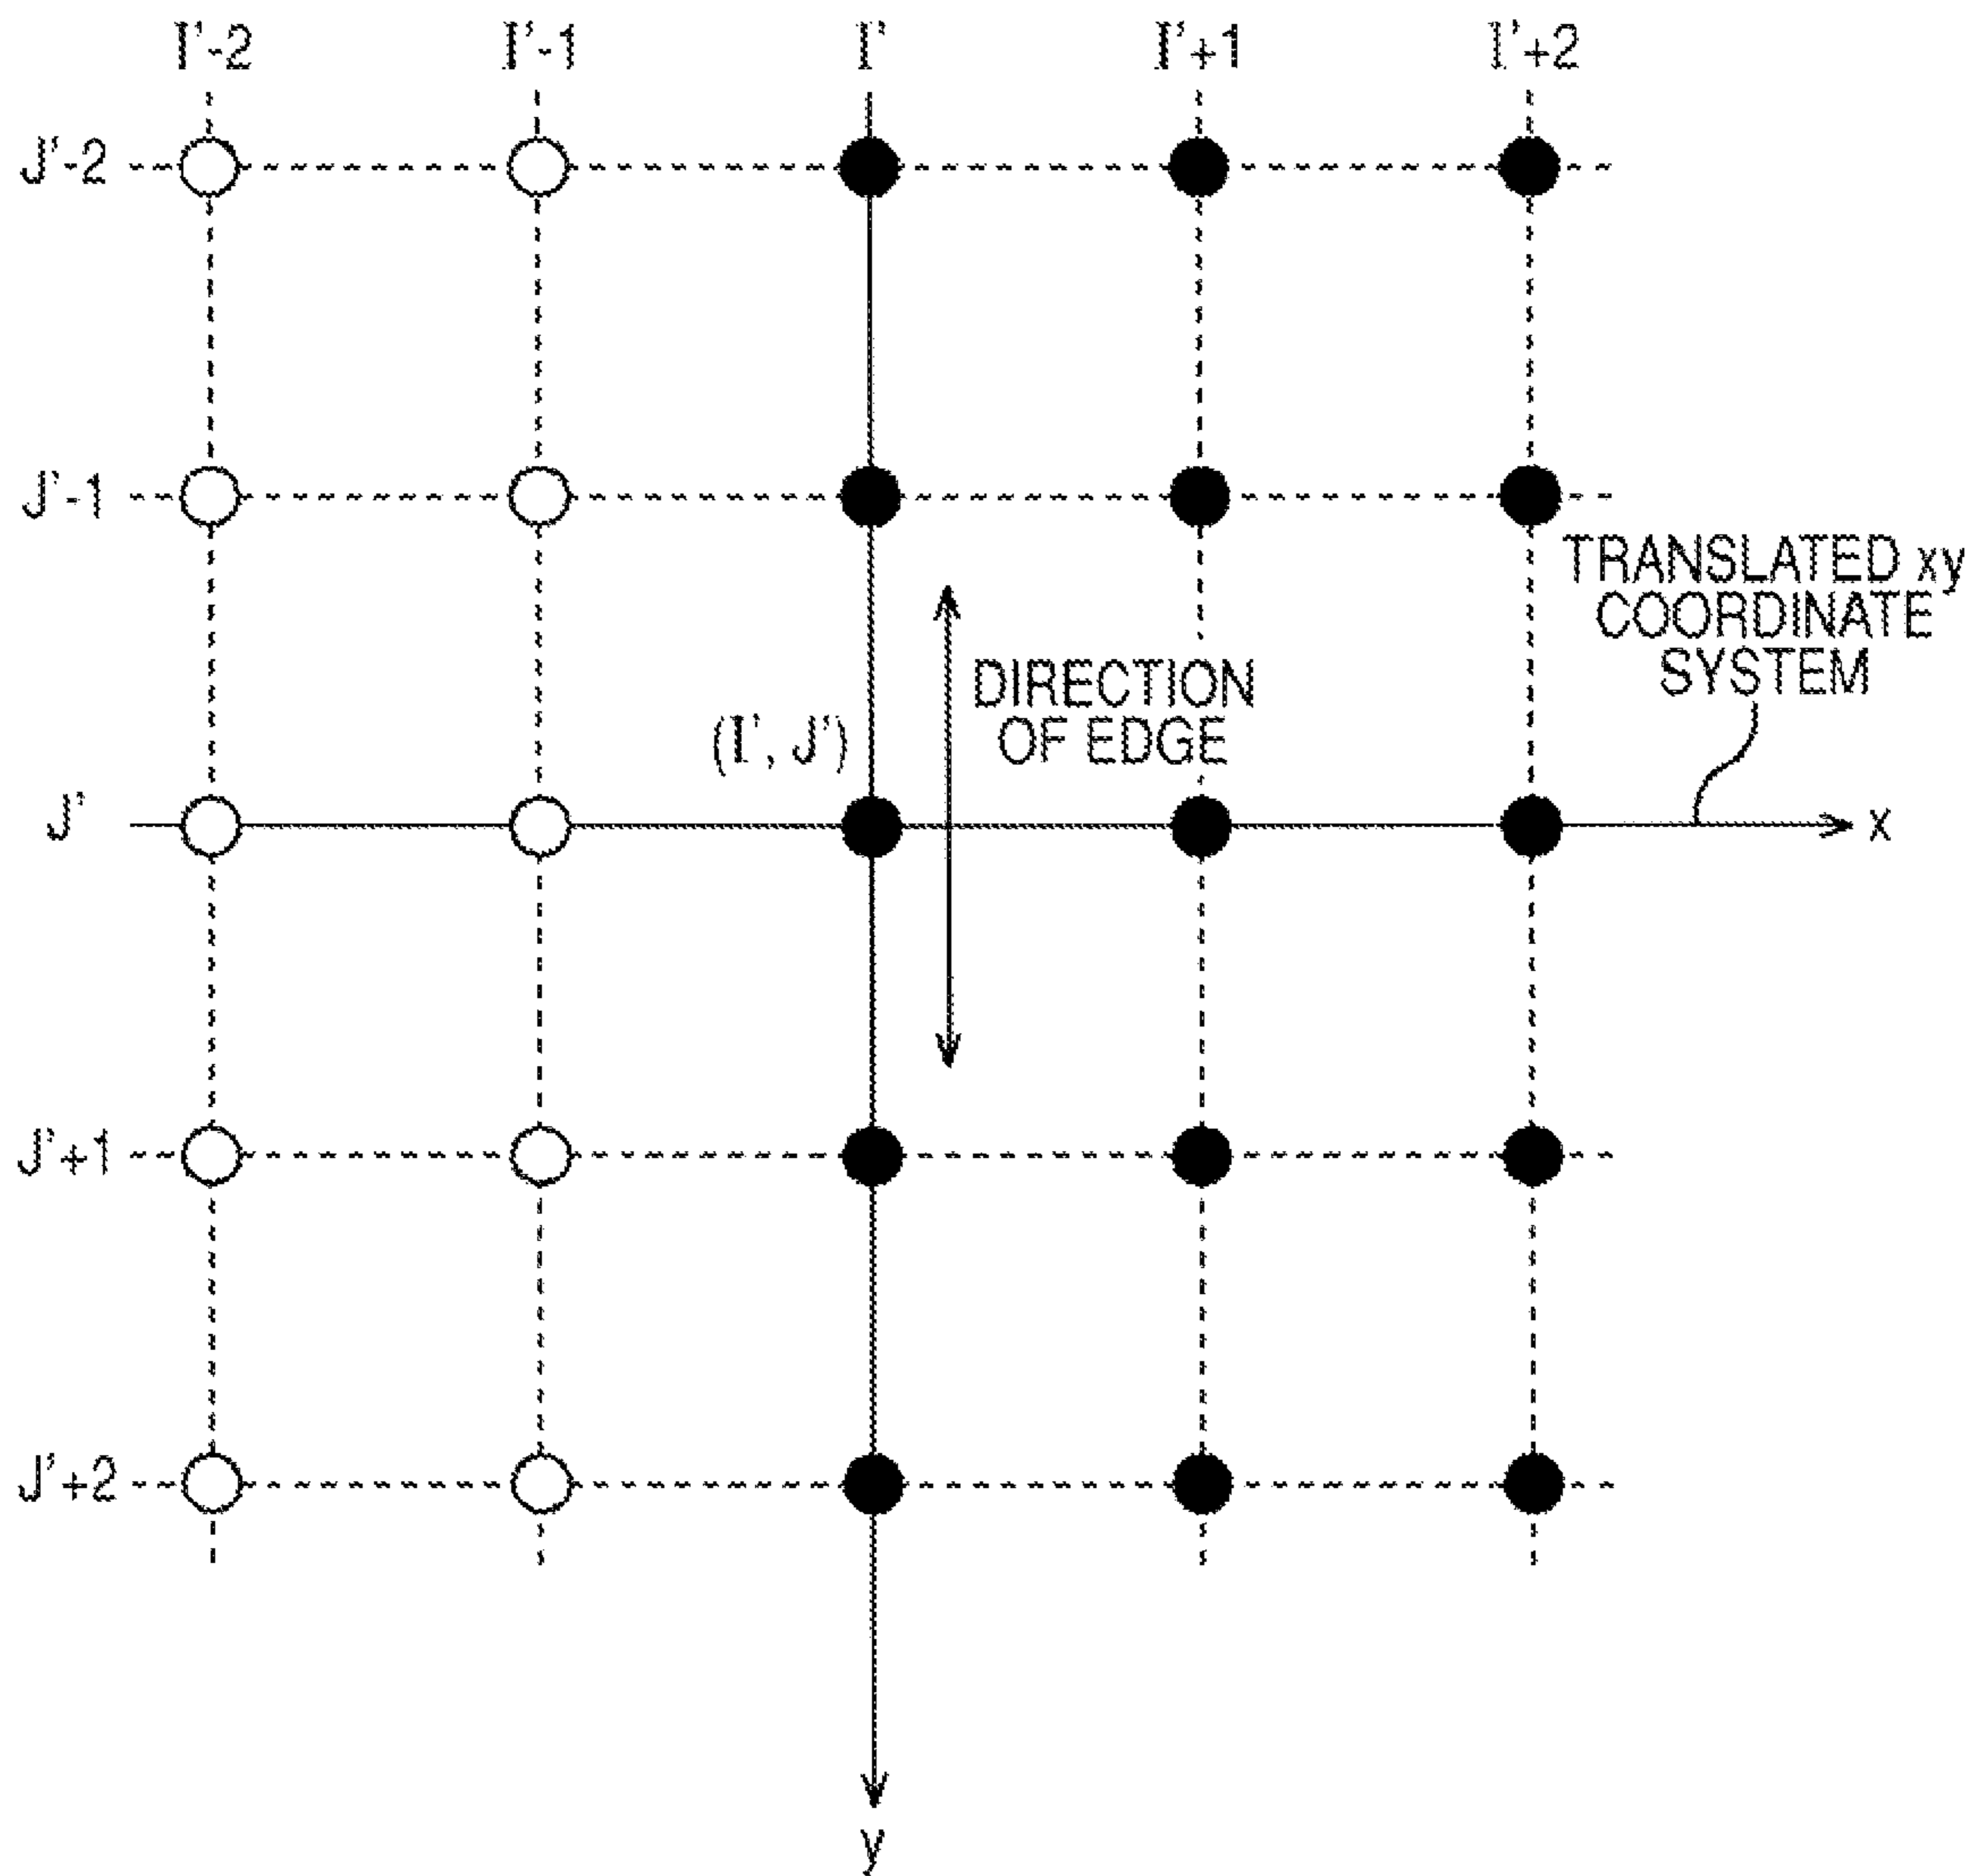 I'-2 I'-1 I' I'+1 I'+2
J'-2
J'-1
TRANSLATED xy
COORDINATE
SYSTEM
DIRECTION
OF EDGE
(I', J')
J'
x
J'+1
J'+2
y